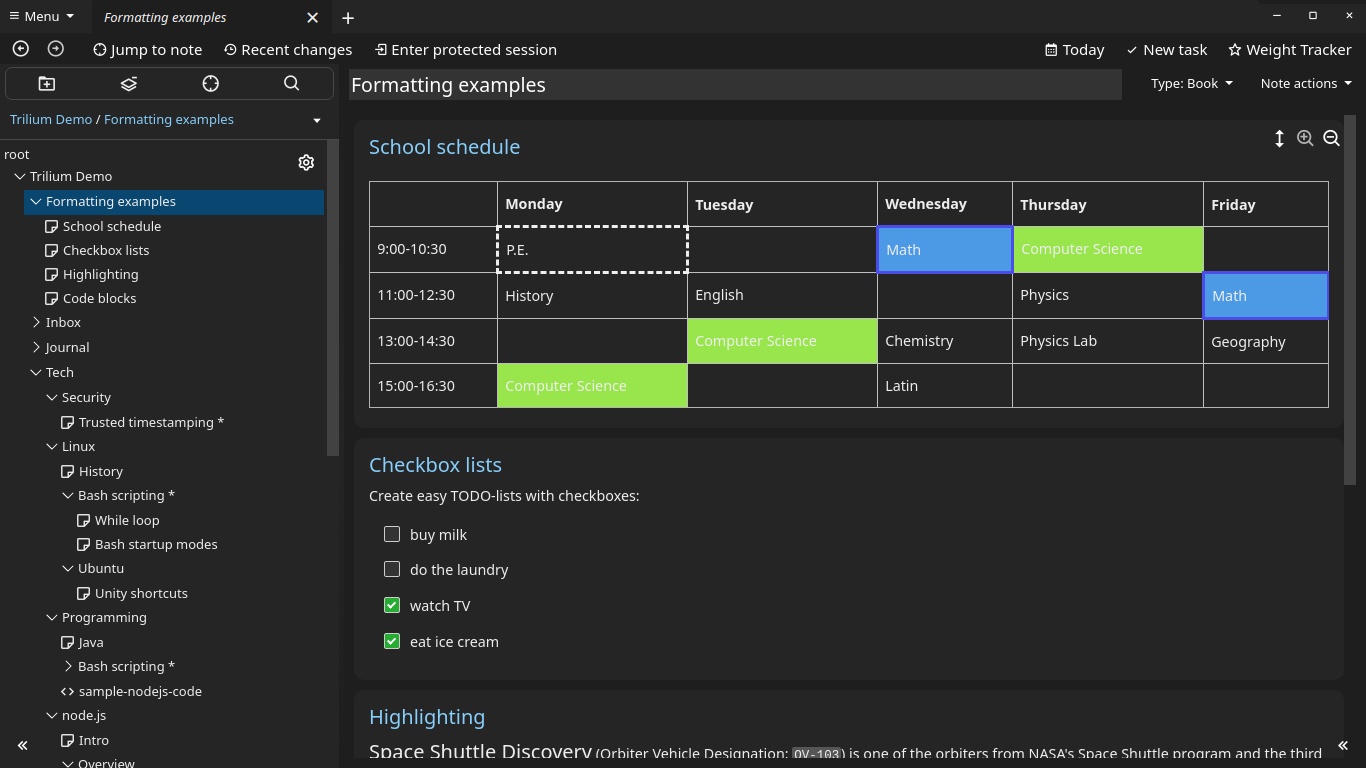 Menu
Formatting examples
Jump to note Recent changes Enter protected session Today New task Weight Tracker
Trilium Demo / Formatting examples
root
Trilium Demo
Formatting examples
School schedule
Checkbox lists
Highlighting
Code blocks
Inbox
Journal
Tech
Security
Trusted timestamping *
Linux
History
Bash scripting *
While loop
Bash startup modes
Ubuntu
Unity shortcuts
Programming
Java
Bash scripting *
sample-nodejs-code
node.js
Intro
Overview
Formatting examples
Type: Book
Note actions
School schedule
Monday Tuesday Wednesday Thursday Friday
9:00-10:30 P.E. Math Computer Science
11:00-12:30 History English Physics Math
13:00-14:30 Computer Science Chemistry Physics Lab Geography
15:00-16:30 Computer Science Latin
Checkbox lists
Create easy TODO-lists with checkboxes:
buy milk
do the laundry
watch TV
eat ice cream
Highlighting
Space Shuttle Discovery (Orbiter Vehicle Designation: OV-103) is one of the orbiters from NASA's Space Shuttle program and the third